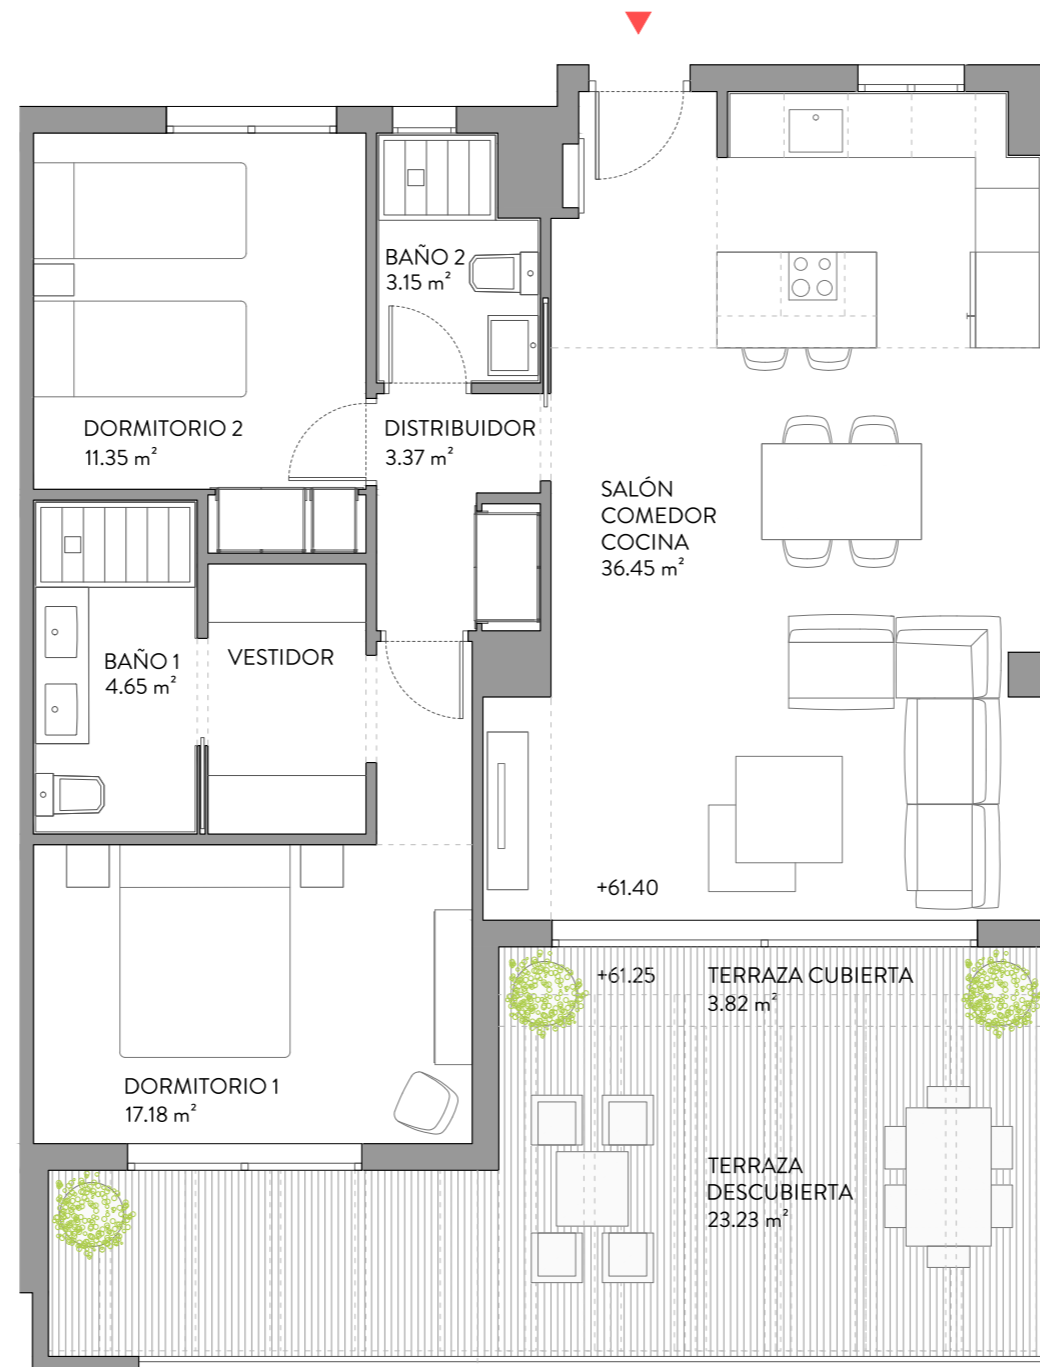 BAÑO 2
3.15 m²
DORMITORIO 2
11.35 m²
DISTRIBUIDOR
3.37 m²
SALÓN
COMEDOR
COCINA
36.45 m²
BAÑO 1
4.65 m²
VESTIDOR
+61.40
+61.25
TERRAZA CUBIERTA
3.82 m²
DORMITORIO 1
17.18 m²
TERRAZA
DESCUBIERTA
23.23 m²